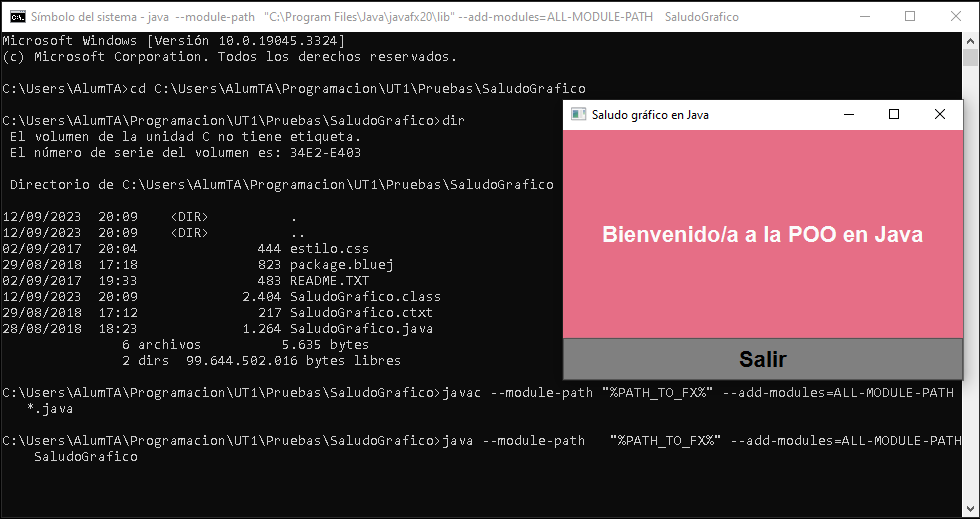 Símbolo del sistema - java --module-path "C:\Program Files\Java\javafx20\lib" --add-modules=ALL-MODULE-PATH SaludoGrafico
Microsoft Windows [Versión 10.0.19045.3324]
(c) Microsoft Corporation. Todos los derechos reservados.
C:\Users\AlumTA>cd C:\Users\AlumTA\Programacion\UT1\Pruebas\SaludoGrafico
C:\Users\AlumTA\Programacion\UT1\Pruebas\SaludoGrafico>dir
El volumen de la unidad C no tiene etiqueta.
El número de serie del volumen es: 34E2-E403
Directorio de C:\Users\AlumTA\Programacion\UT1\Pruebas\SaludoGrafico
12/09/2023 20:09 <DIR> .
12/09/2023 20:09 <DIR> ..
02/09/2017 20:04 444 estilo.css
29/08/2018 17:18 823 package.bluej
02/09/2017 19:33 483 README.TXT
12/09/2023 20:09 2.404 SaludoGrafico.class
29/08/2018 17:12 217 SaludoGrafico.ctxt
28/08/2018 18:23 1.264 SaludoGrafico.java
6 archivos 5.635 bytes
2 dirs 99.644.502.016 bytes libres
C:\Users\AlumTA\Programacion\UT1\Pruebas\SaludoGrafico>javac --module-path "%PATH_TO_FX%" --add-modules=ALL-MODULE-PATH
*.java
C:\Users\AlumTA\Programacion\UT1\Pruebas\SaludoGrafico>java --module-path "%PATH_TO_FX%" --add-modules=ALL-MODULE-PATH
SaludoGrafico
Saludo gráfico en Java
Bienvenido/a a la POO en Java
Salir